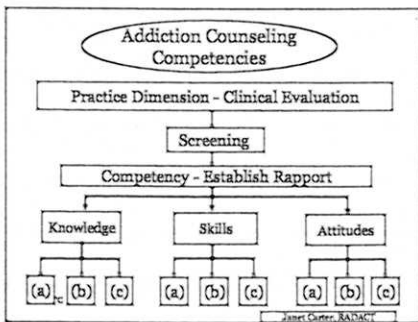 Addiction Counseling
Competencies
Practice Dimension - Clinical Evaluation
Screening
Competency - Establish Rapport
Knowledge Skills Attitudes
(a) (b) (c) (a) (b) (c) (a) (b) (c)
Janet Carter, RADACT